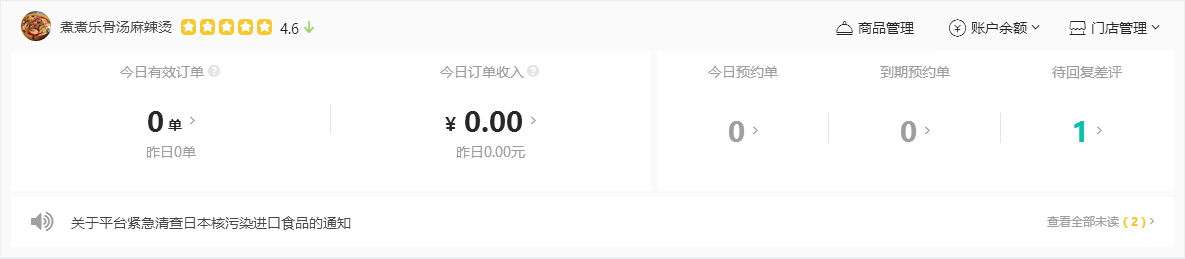 煮煮乐骨汤麻辣烫 4.6 商品管理 账户余额 门店管理
今日有效订单 今日订单收入 今日预约单 到期预约单 待回复差评
0 单 ¥ 0.00 0 0 1
昨日0单 昨日0.00元
关于平台紧急清查日本核污染进口食品的通知 查看全部未读 ( 2 )